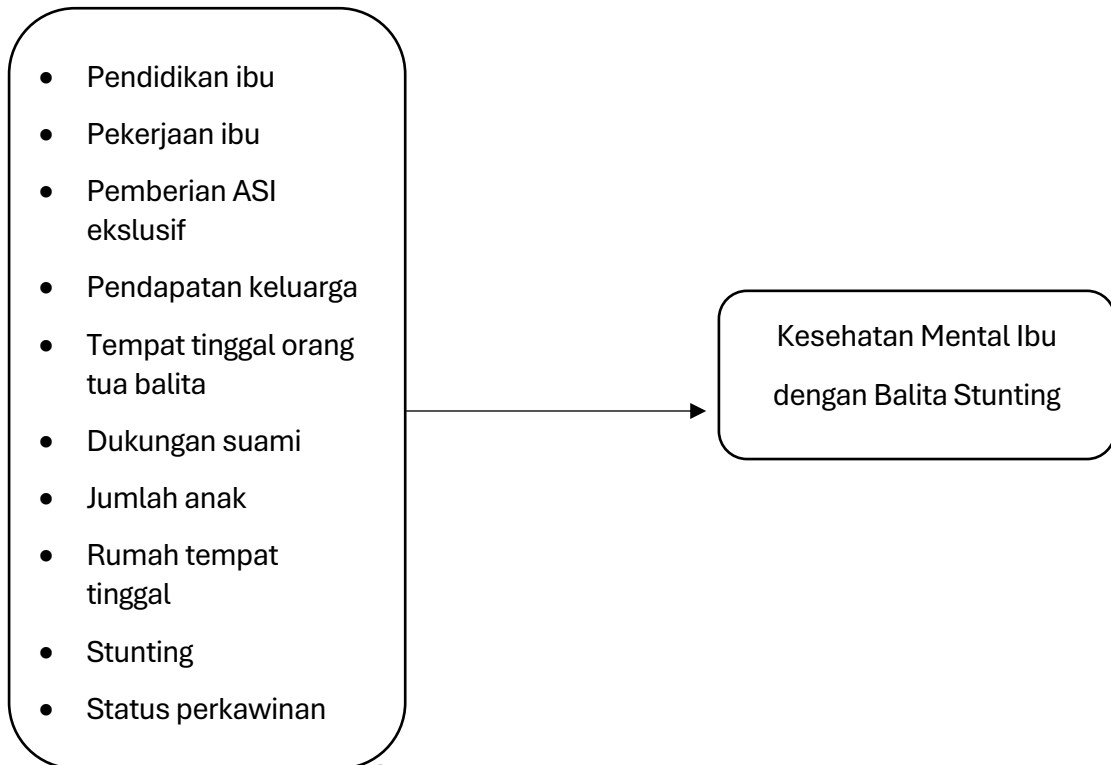 • Pendidikan ibu
• Pekerjaan ibu
• Pemberian ASI
ekslusif
• Pendapatan keluarga
• Tempat tinggal orang
tua balita
• Dukungan suami
• Jumlah anak
• Rumah tempat
tinggal
• Stunting
• Status perkawinan
Kesehatan Mental Ibu
dengan Balita Stunting